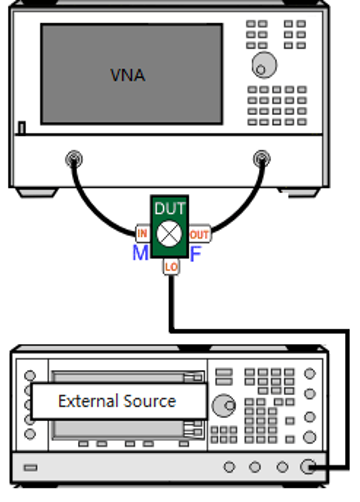 VNA
DUT
IN
OUT
M
F
LO
External Source